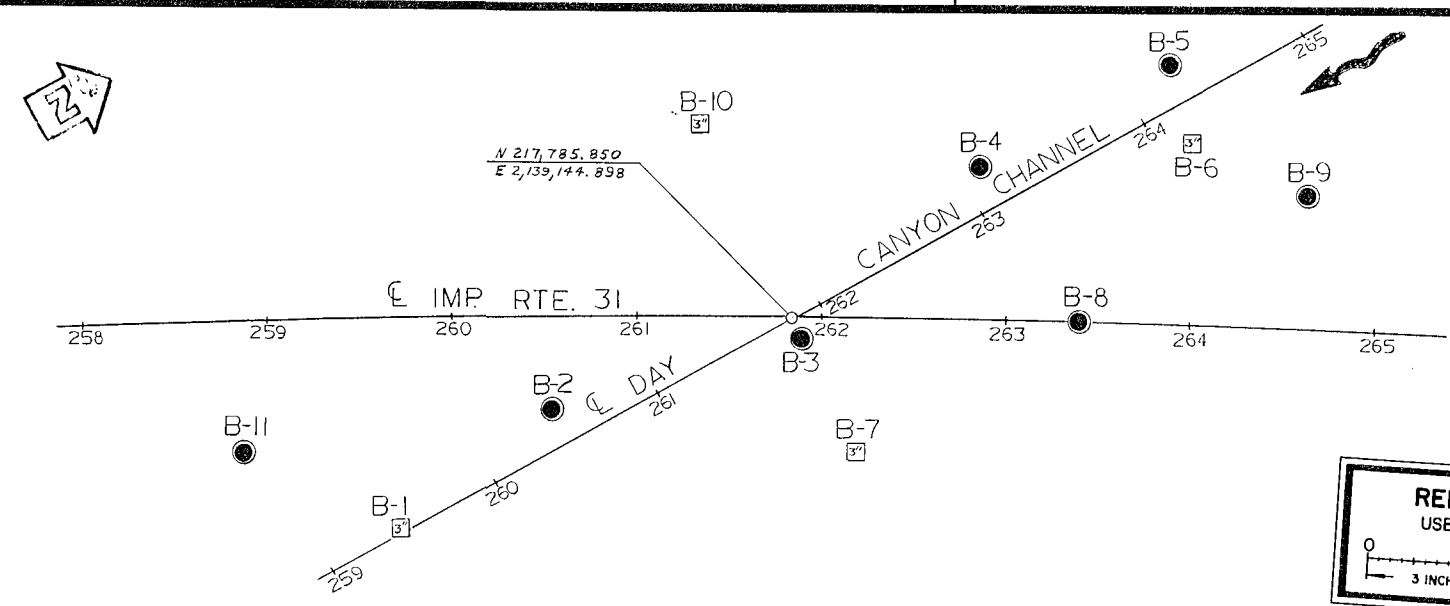 B-5
265
N
B-10
3"
B-4
264
3"
B-6
B-9
N 217,785.850
E 2,139,144.898
CANYON CHANNEL
263
℄ IMP. RTE. 31
262
B-8
258
259
260
261
262
263
264
265
B-3
B-2
℄ DAY
261
B-11
B-7
3"
260
B-1
3"
259
USE
0
3 INCH